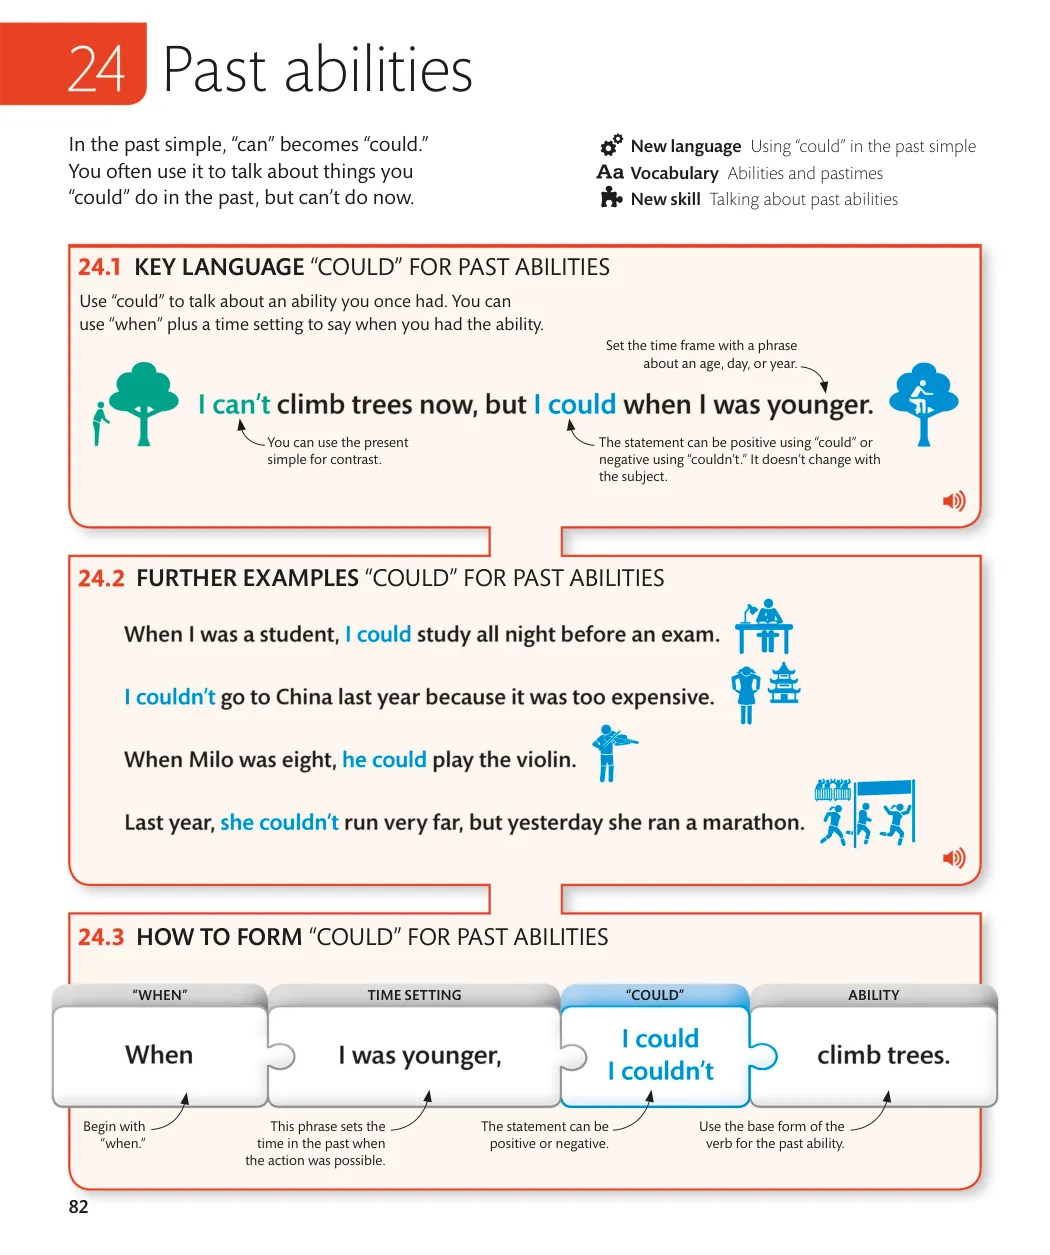 24 Past abilities
In the past simple, “can” becomes “could.”
You often use it to talk about things you
“could” do in the past, but can’t do now.
New language Using “could” in the past simple
Aa Vocabulary Abilities and pastimes
New skill Talking about past abilities
24.1 KEY LANGUAGE “COULD” FOR PAST ABILITIES
Use “could” to talk about an ability you once had. You can
use “when” plus a time setting to say when you had the ability.
Set the time frame with a phrase
about an age, day, or year.
I can’t climb trees now, but I could when I was younger.
You can use the present
simple for contrast.
The statement can be positive using “could” or
negative using “couldn’t.” It doesn’t change with
the subject.
24.2 FURTHER EXAMPLES “COULD” FOR PAST ABILITIES
When I was a student, I could study all night before an exam.
I couldn’t go to China last year because it was too expensive.
When Milo was eight, he could play the violin.
Last year, she couldn’t run very far, but yesterday she ran a marathon.
24.3 HOW TO FORM “COULD” FOR PAST ABILITIES
“WHEN”
TIME SETTING
“COULD”
ABILITY
When
I was younger,
I could
I couldn’t
climb trees.
Begin with
“when.”
This phrase sets the
time in the past when
the action was possible.
The statement can be
positive or negative.
Use the base form of the
verb for the past ability.
82